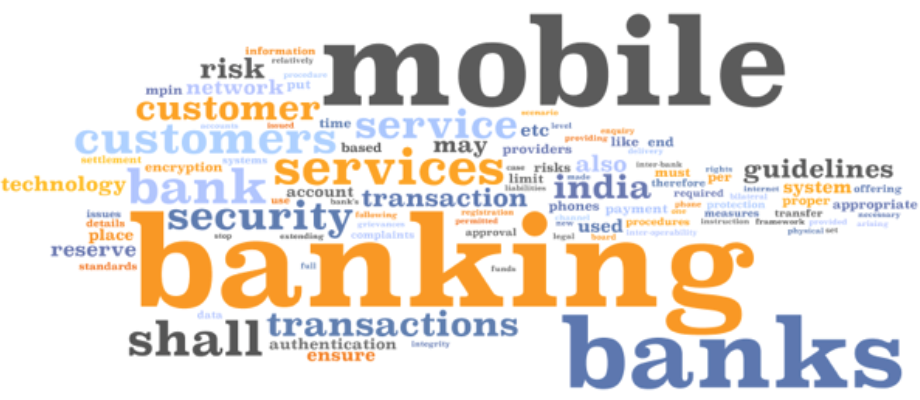 mobile
information
relatively
risk
procedure
mpin network put
customer
scenario
accounts issued time service etc level
customers based may providing enquiry like end
providers delivery
settlement systems
encryption services case risks also inter-bank rights guidelines
technology bank limit made must per
account liabilities india therefore internet system offering
use bank's transaction required bilateral proper appropriate
issues security following registration phones payment phone protection
details grievances permitted channel sms measures transfer necessary
place stop extending complaints approval new used procedures instruction framework provided arising
reserve legal board inter-operability physical set
banking
standards full funds
data
shall transactions
authentication integrity
ensure
banks